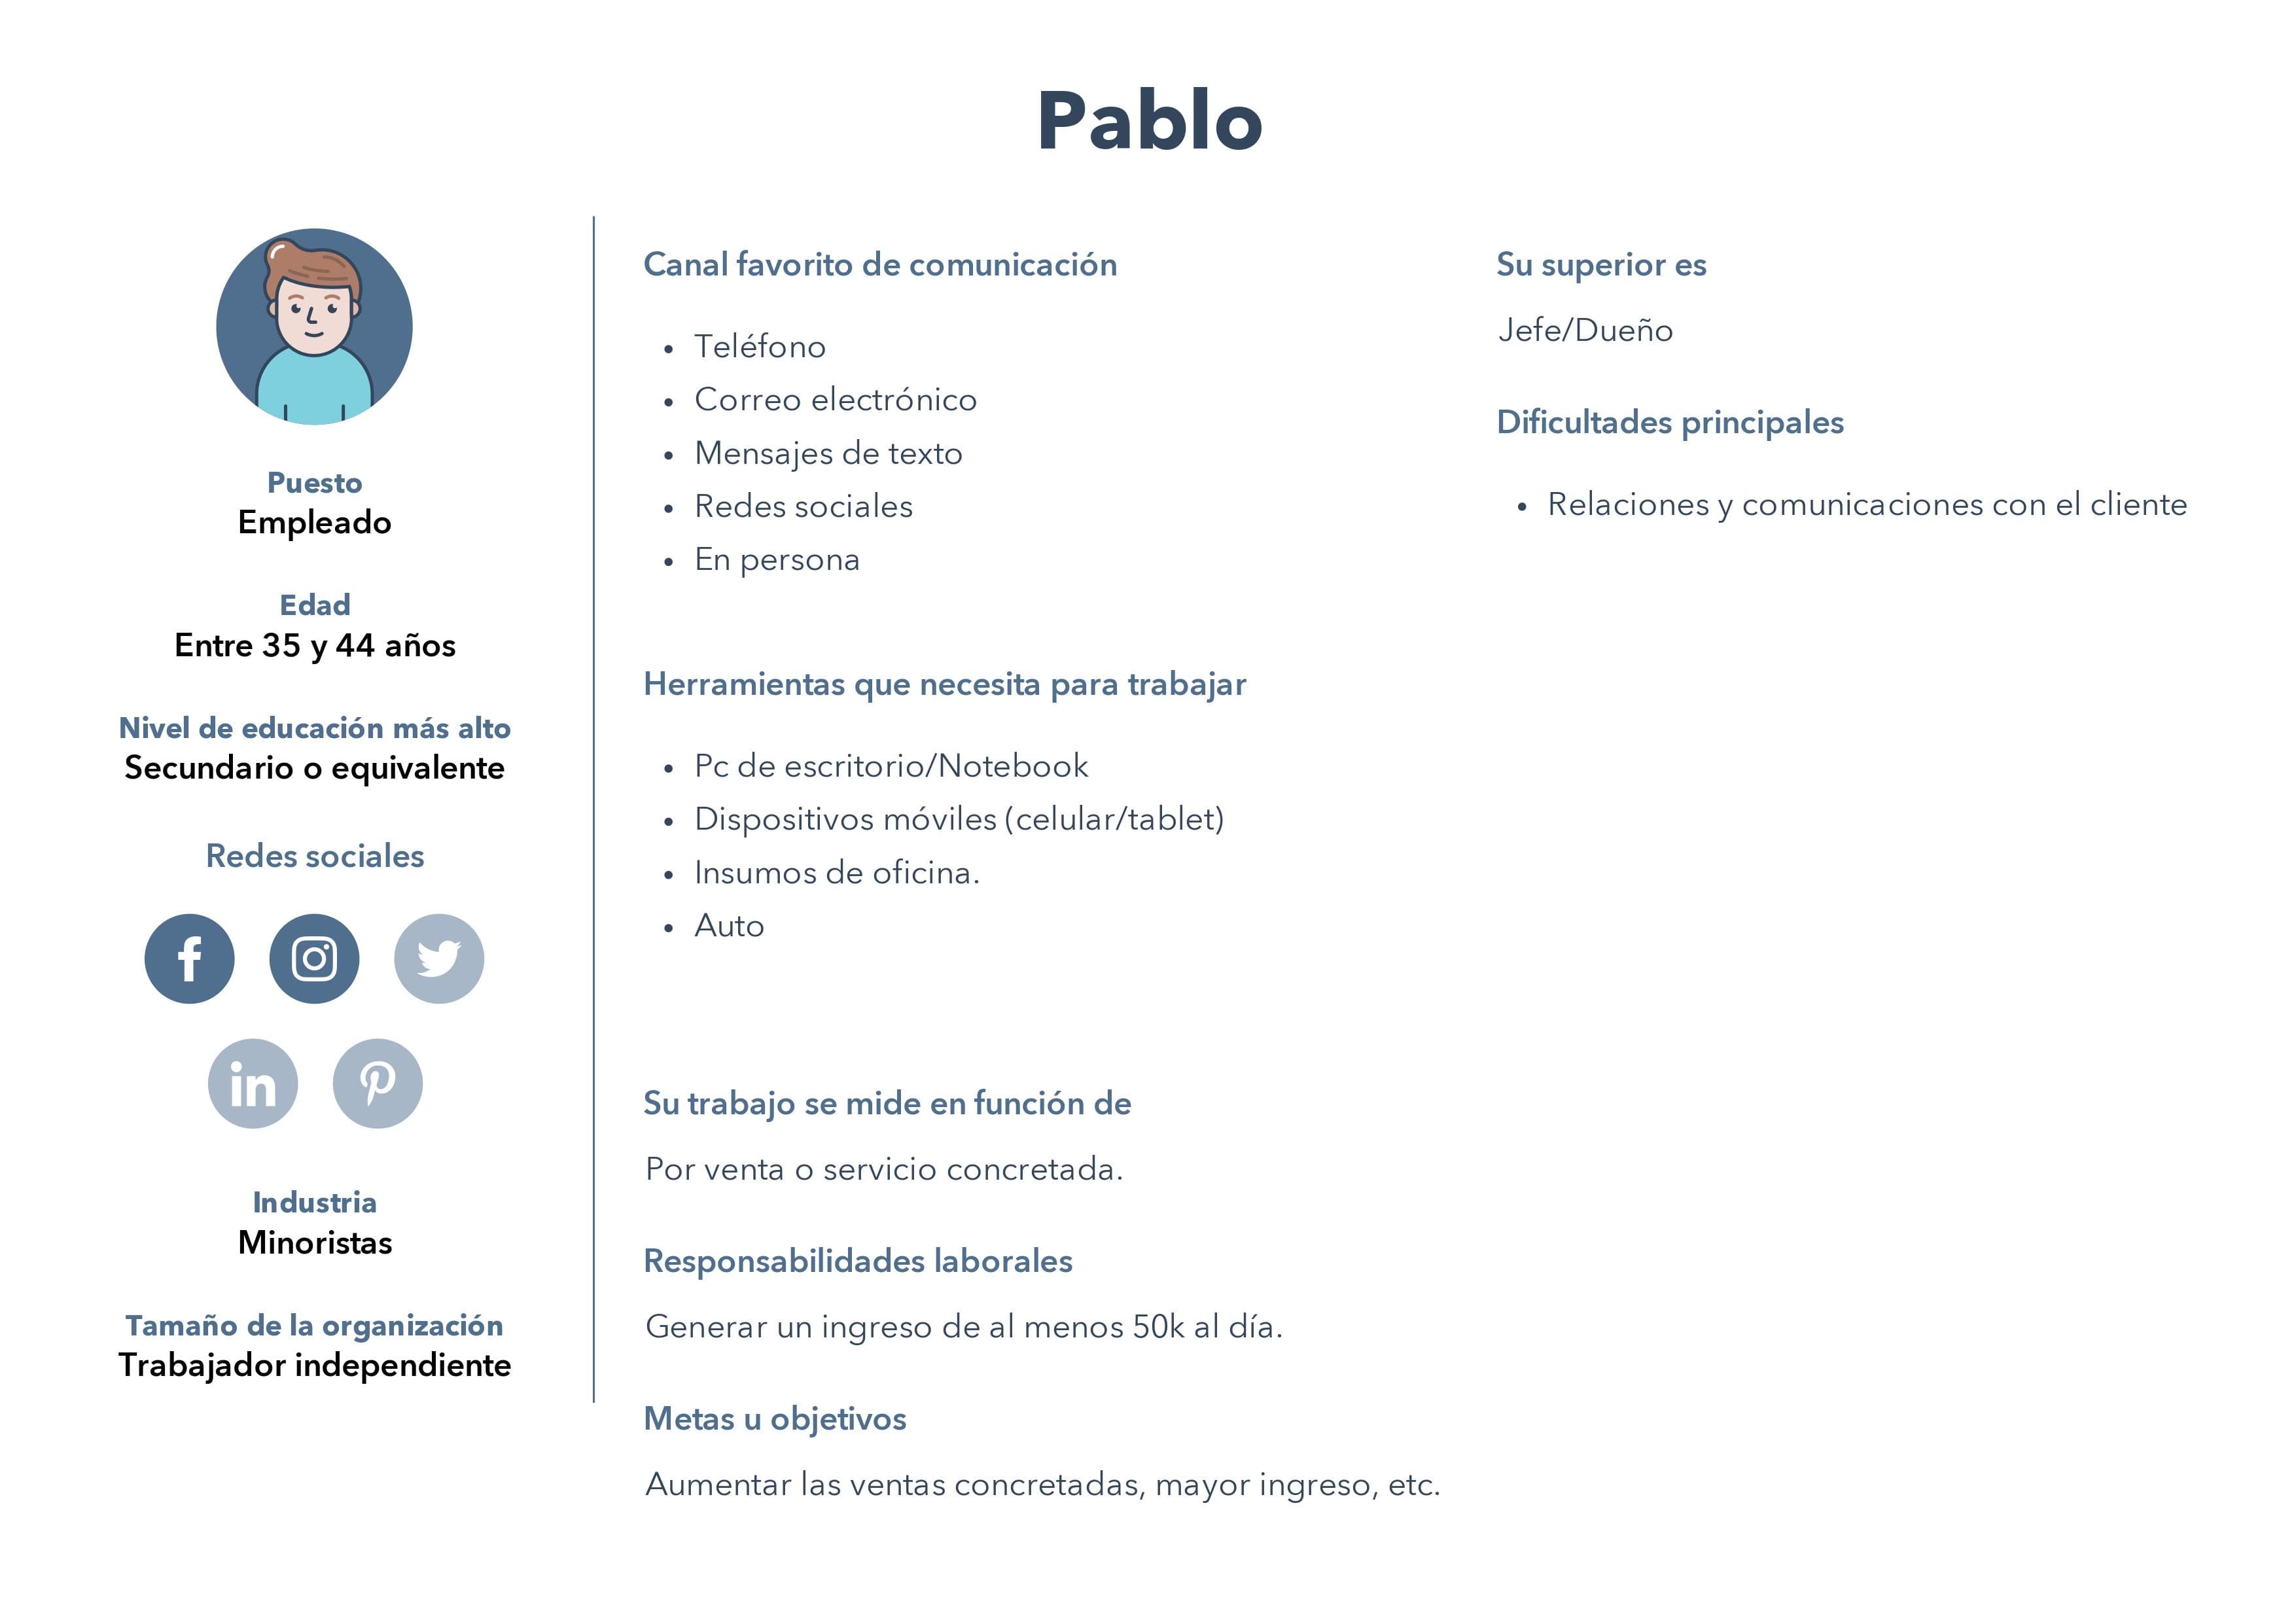 Pablo
Puesto
Empleado
Edad
Entre 35 y 44 años
Nivel de educación más alto
Secundario o equivalente
Redes sociales
Industria
Minoristas
Tamaño de la organización
Trabajador independiente
Canal favorito de comunicación
• Teléfono
• Correo electrónico
• Mensajes de texto
• Redes sociales
• En persona
Herramientas que necesita para trabajar
• Pc de escritorio/Notebook
• Dispositivos móviles (celular/tablet)
• Insumos de oficina.
• Auto
Su trabajo se mide en función de
Por venta o servicio concretada.
Responsabilidades laborales
Generar un ingreso de al menos 50k al día.
Metas u objetivos
Aumentar las ventas concretadas, mayor ingreso, etc.
Su superior es
Jefe/Dueño
Dificultades principales
• Relaciones y comunicaciones con el cliente